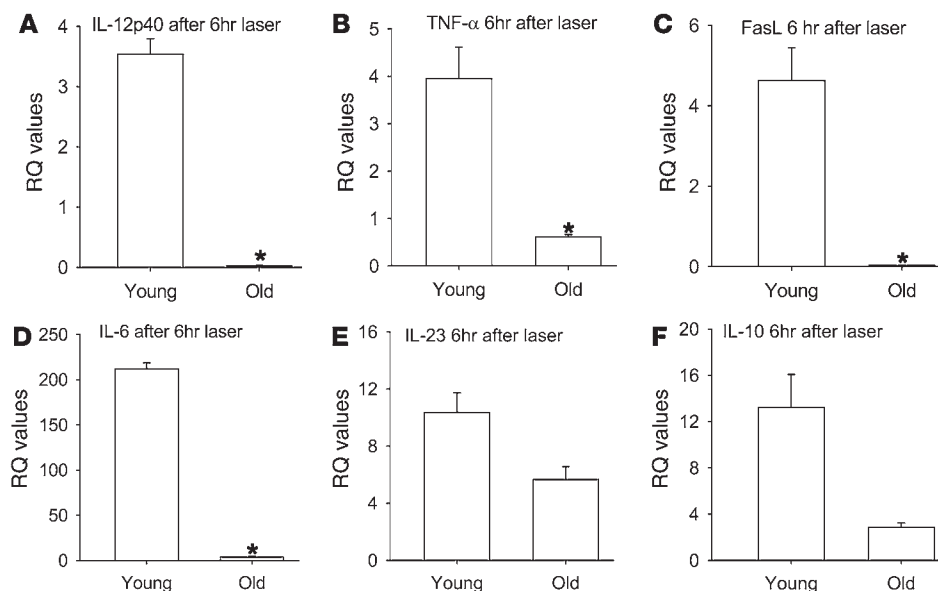 A IL-12p40 after 6hr laser
RQ values
4
3
2
1
0
*
Young Old
B TNF-α 6hr after laser
RQ values
5
4
3
2
1
0
*
Young Old
C FasL 6 hr after laser
RQ values
6
4
2
0
*
Young Old
D IL-6 after 6hr laser
RQ values
250
200
150
100
50
0
*
Young Old
E IL-23 6hr after laser
RQ values
16
12
8
4
0
Young Old
F IL-10 6hr after laser
RQ values
20
16
12
8
4
0
Young Old